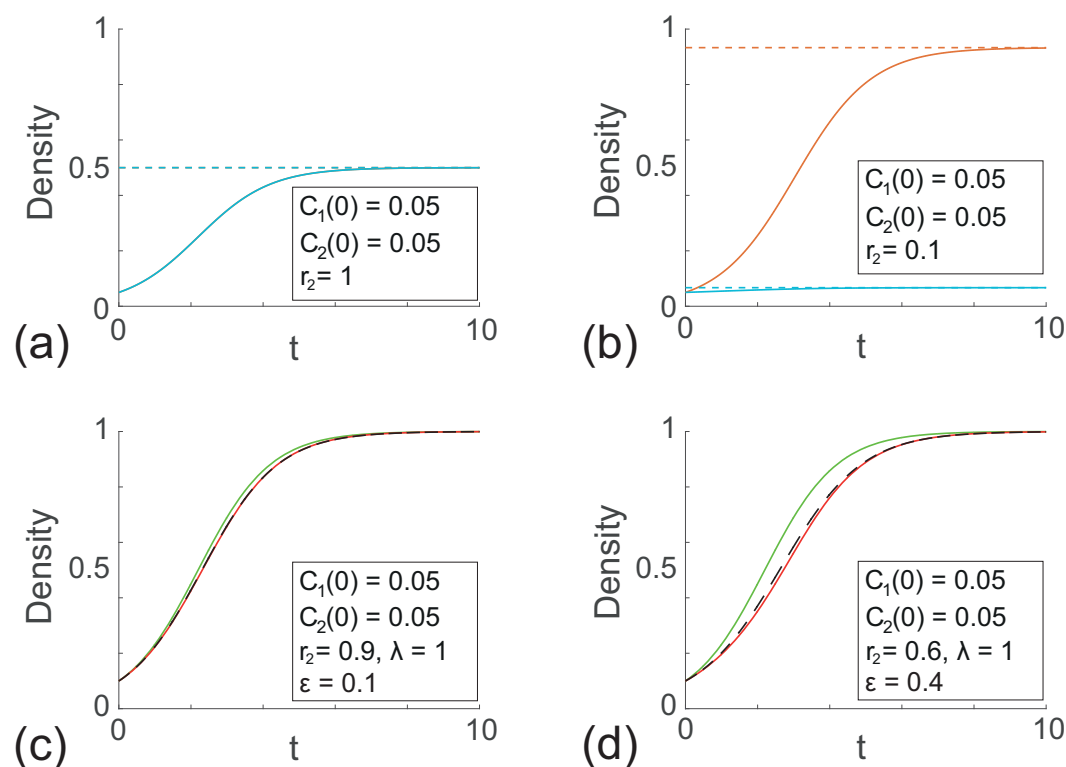 1
Density
0.5
C₁(0) = 0.05
C₂(0) = 0.05
r₂= 1
0
0
10
t
(a)
1
Density
0.5
C₁(0) = 0.05
C₂(0) = 0.05
r₂= 0.1
0
0
10
t
(b)
1
Density
0.5
C₁(0) = 0.05
C₂(0) = 0.05
r₂= 0.9, λ = 1
ε = 0.1
0
0
10
t
(c)
1
Density
0.5
C₁(0) = 0.05
C₂(0) = 0.05
r₂= 0.6, λ = 1
ε = 0.4
0
0
10
t
(d)